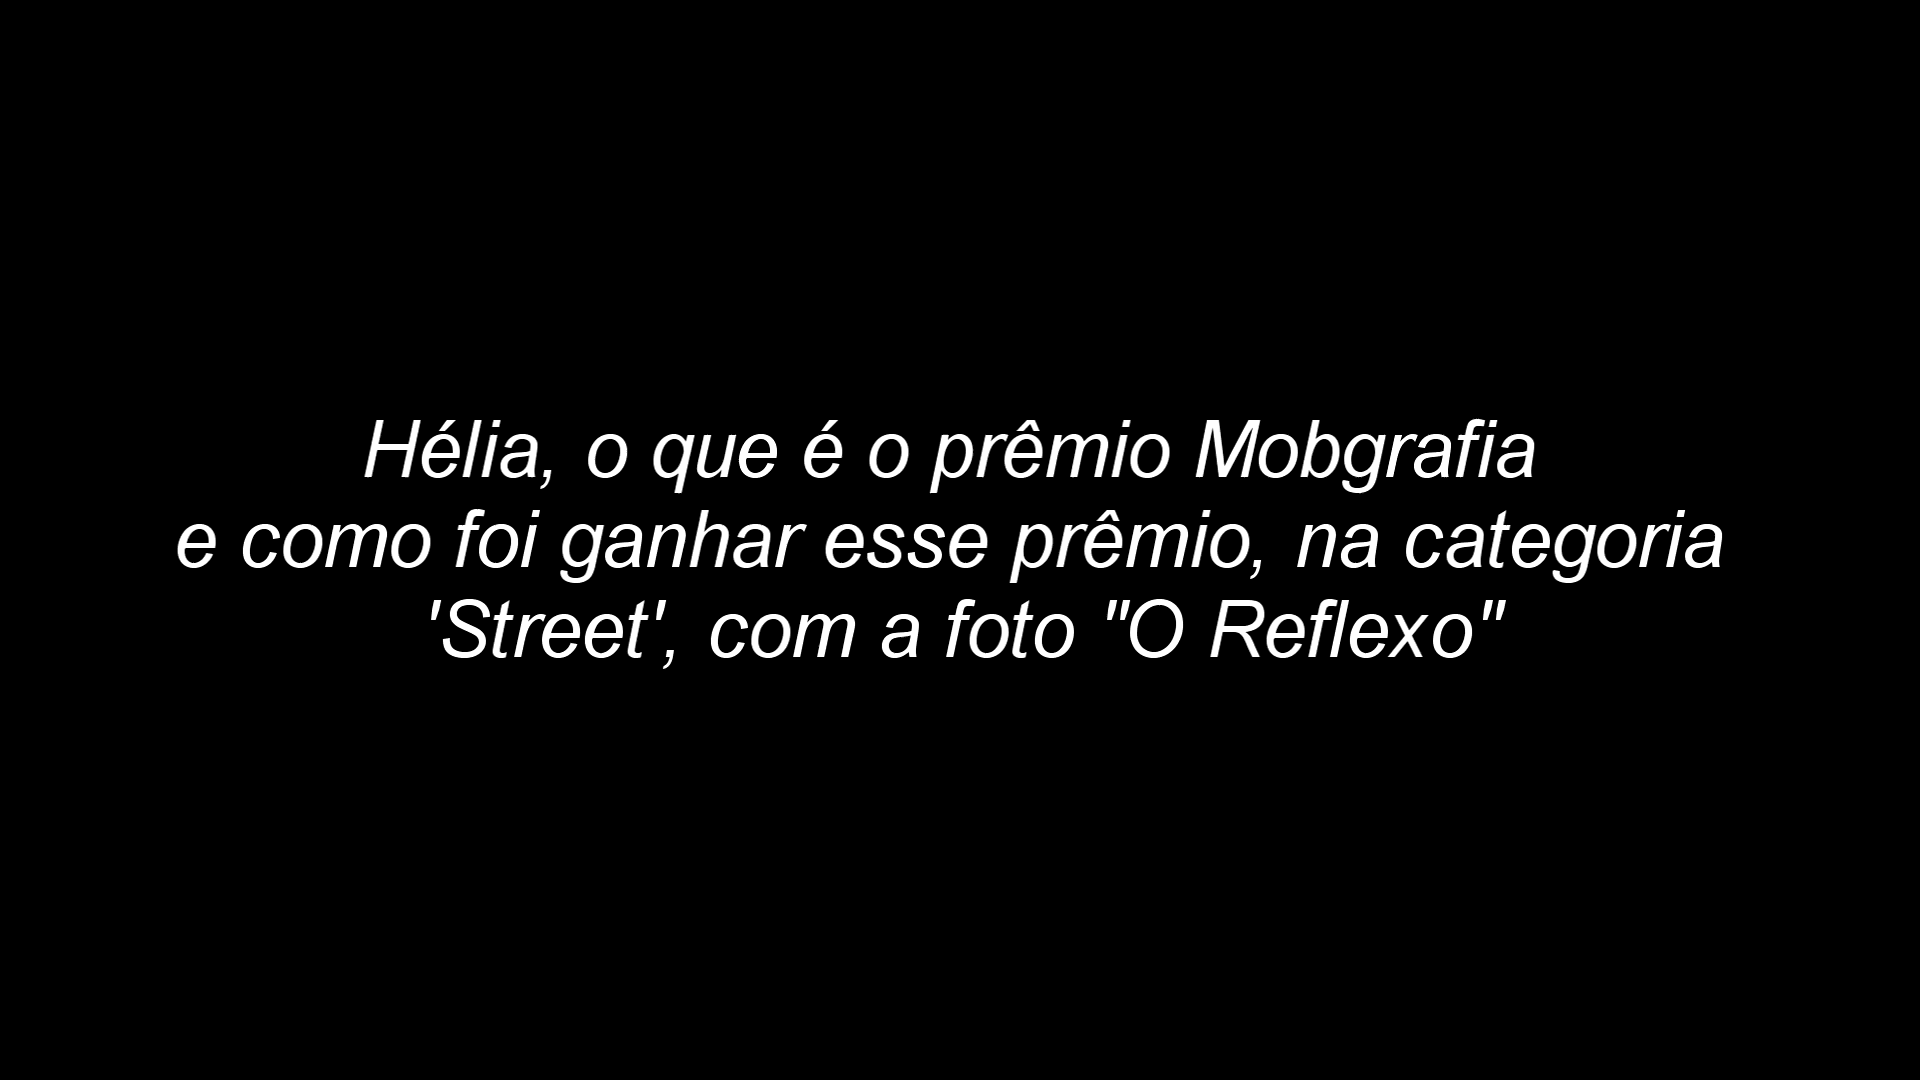 Hélia, o que é o prêmio Mobgrafia
e como foi ganhar esse prêmio, na categoria
'Street', com a foto "O Reflexo"